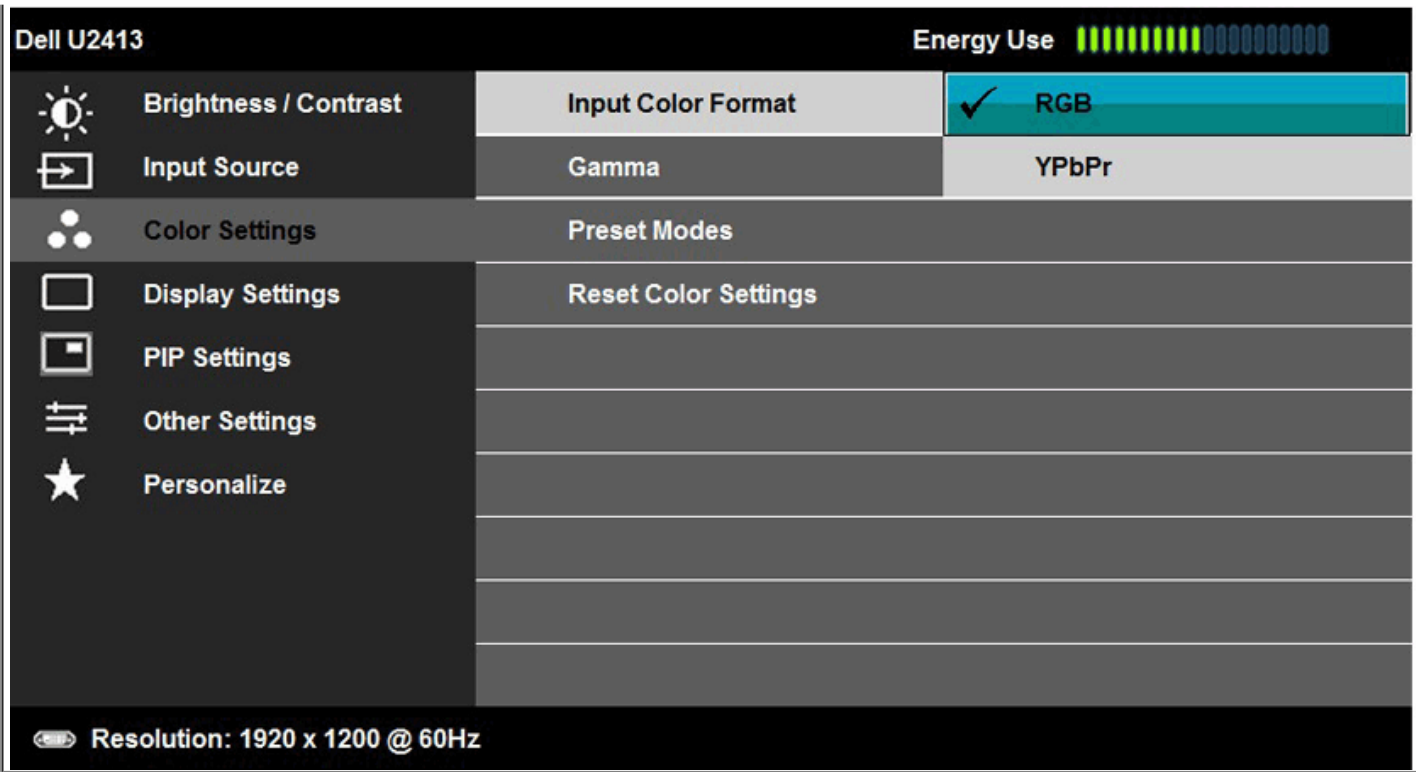 Dell U2413 Energy Use
Brightness / Contrast Input Color Format RGB
Input Source Gamma YPbPr
Color Settings Preset Modes
Display Settings Reset Color Settings
PIP Settings
Other Settings
Personalize
Resolution: 1920 x 1200 @ 60Hz